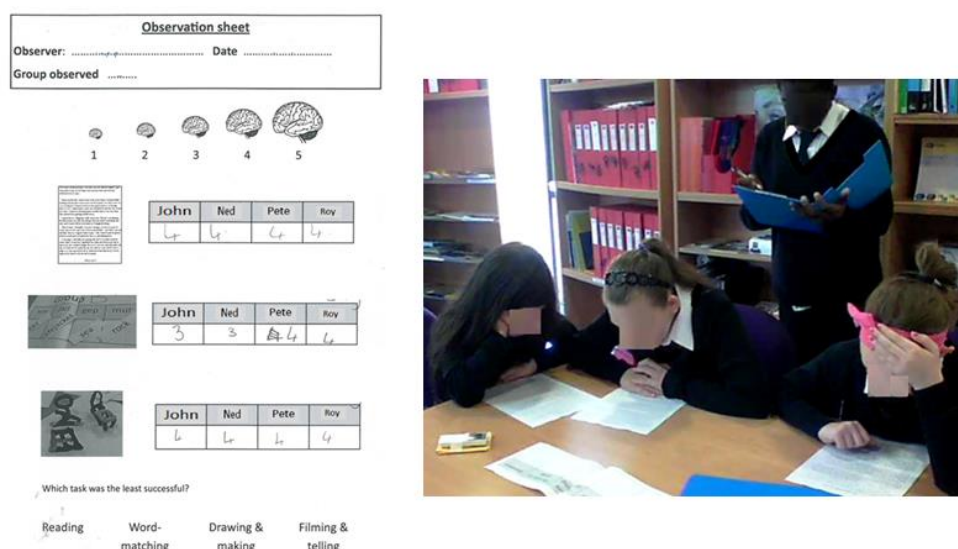 Observation sheet
Observer: ........................................ Date ............................
Group observed .........
1 2 3 4 5
John Ned Pete Roy
4 4 4 4
John Ned Pete Roy
3 3 4 4
John Ned Pete Roy
4 4 4 4
Which task was the least successful?
Reading Word- Drawing & Filming &
matching making telling